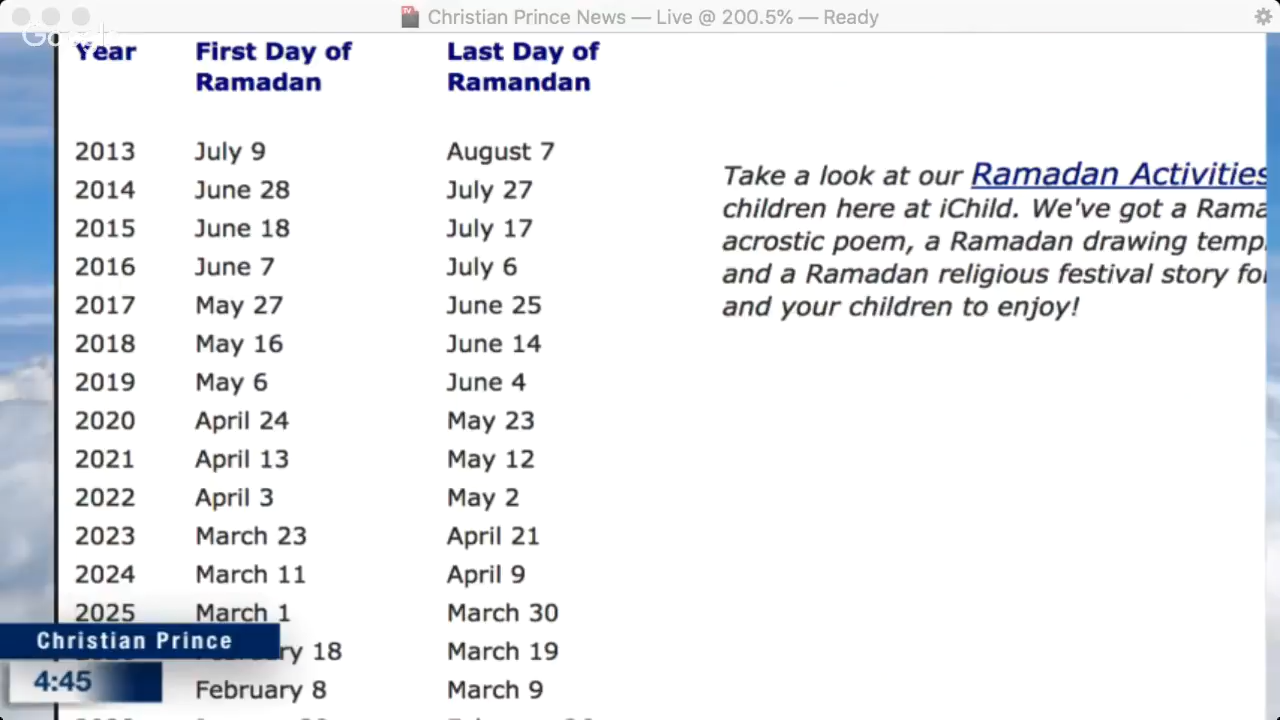 Christian Prince News — Live @ 200.5% — Ready
Google
Year First Day of Ramadan Last Day of Ramandan
2013 July 9 August 7
2014 June 28 July 27
2015 June 18 July 17
2016 June 7 July 6
2017 May 27 June 25
2018 May 16 June 14
2019 May 6 June 4
2020 April 24 May 23
2021 April 13 May 12
2022 April 3 May 2
2023 March 23 April 21
2024 March 11 April 9
2025 March 1 March 30
18 March 19
February 8 March 9
Take a look at our Ramadan Activities
children here at iChild. We've got a Rama
acrostic poem, a Ramadan drawing temp
and a Ramadan religious festival story for
and your children to enjoy!
Christian Prince
4:45